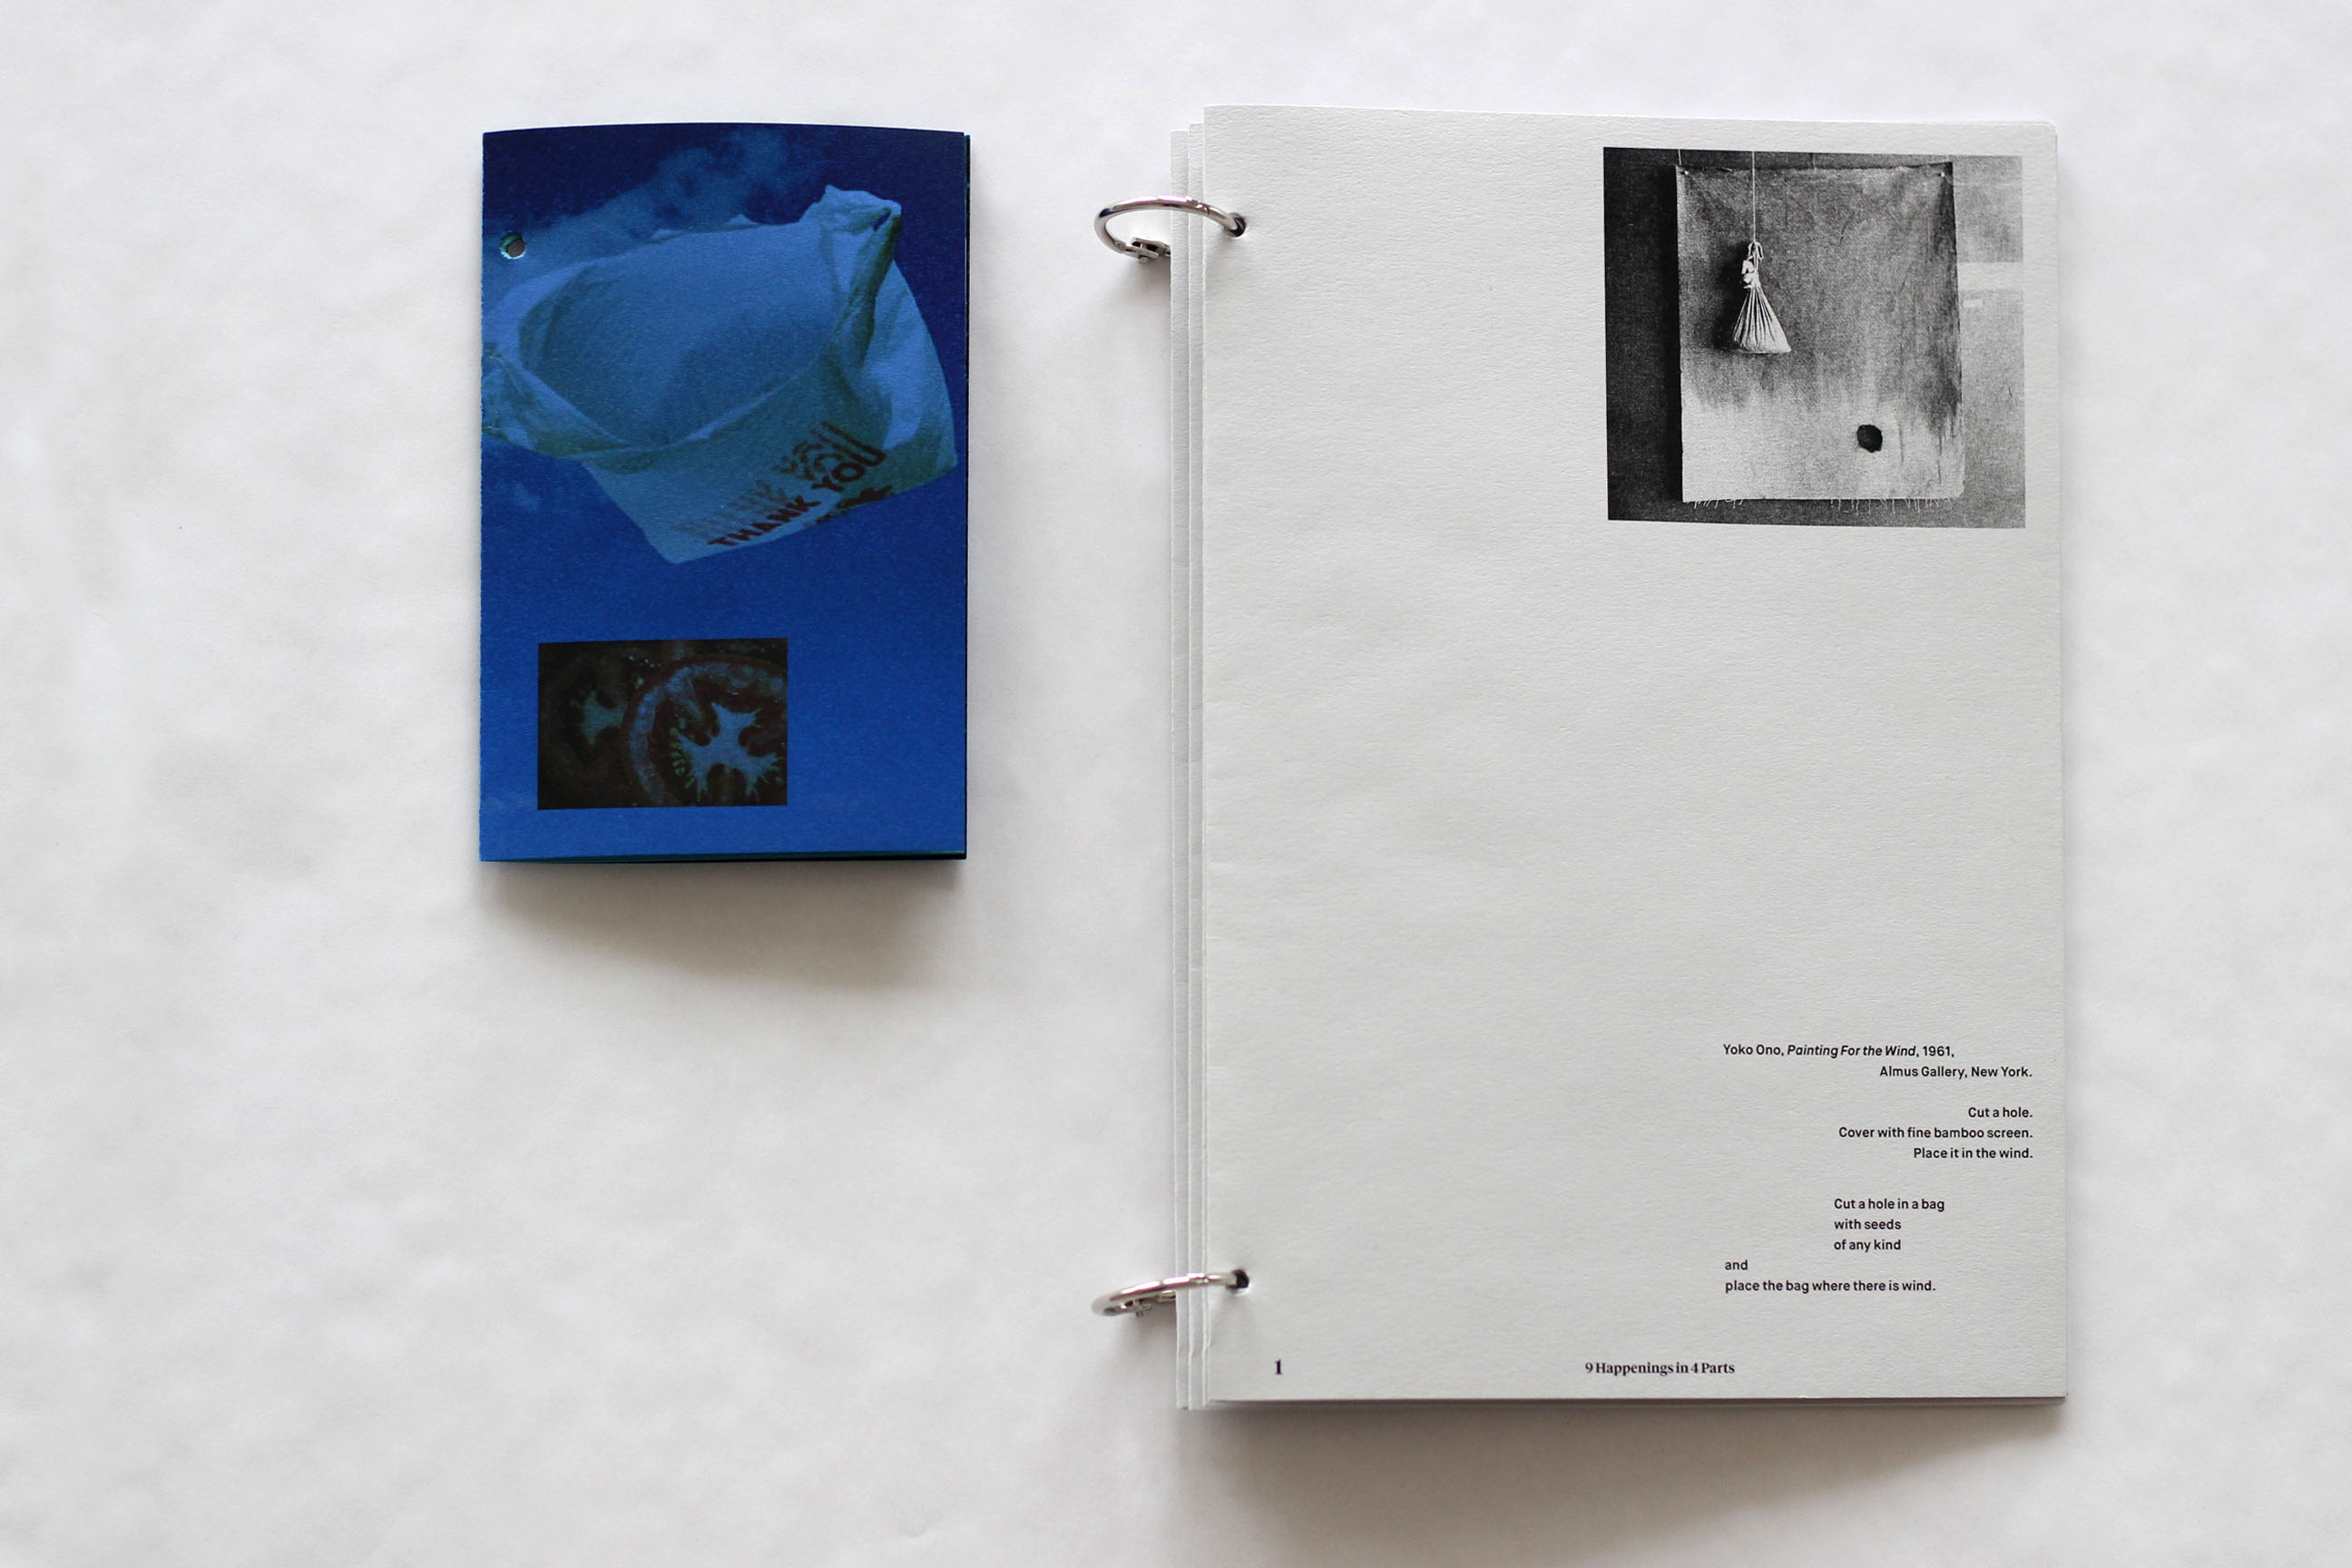 THANK YOU
Yoko Ono, Painting For the Wind, 1961,
Almus Gallery, New York.
Cut a hole.
Cover with fine bamboo screen.
Place it in the wind.
Cut a hole in a bag
with seeds
of any kind
and
place the bag where there is wind.
1
9 Happenings in 4 Parts